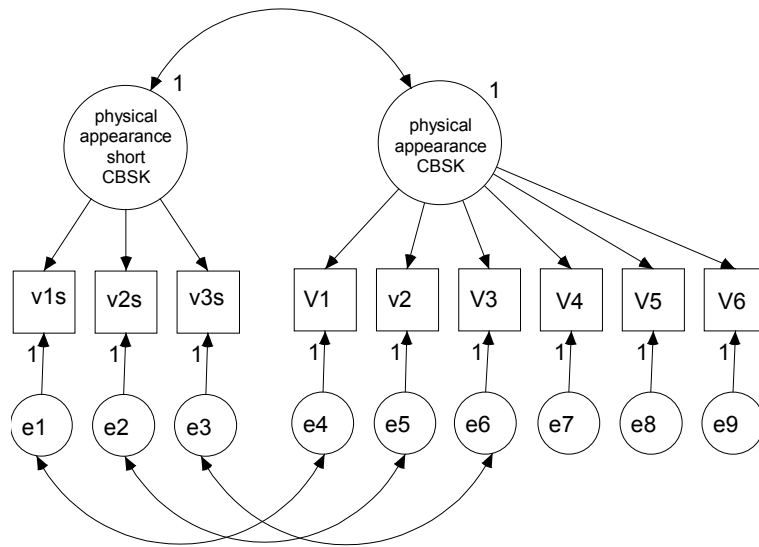 1
1
physical
appearance
short
CBSK
physical
appearance
CBSK
v1s
v2s
v3s
V1
v2
V3
V4
V5
V6
1
1
1
1
1
1
1
1
1
e1
e2
e3
e4
e5
e6
e7
e8
e9